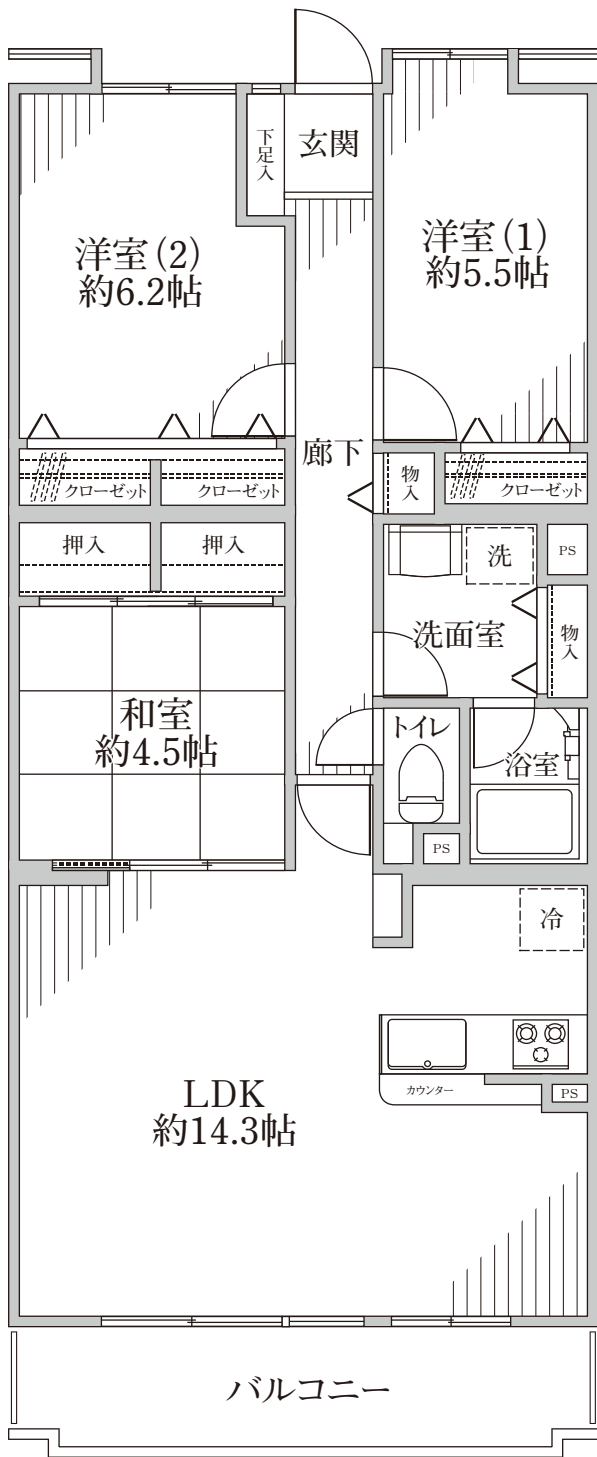 玄関
下足入
洋室(2)
約6.2帖
洋室(1)
約5.5帖
廊下
物入
クローゼット
クローゼット
クローゼット
押入
押入
洗
PS
洗面室
物入
和室
約4.5帖
トイレ
浴室
PS
冷
LDK
約14.3帖
カウンター
PS
バルコニー